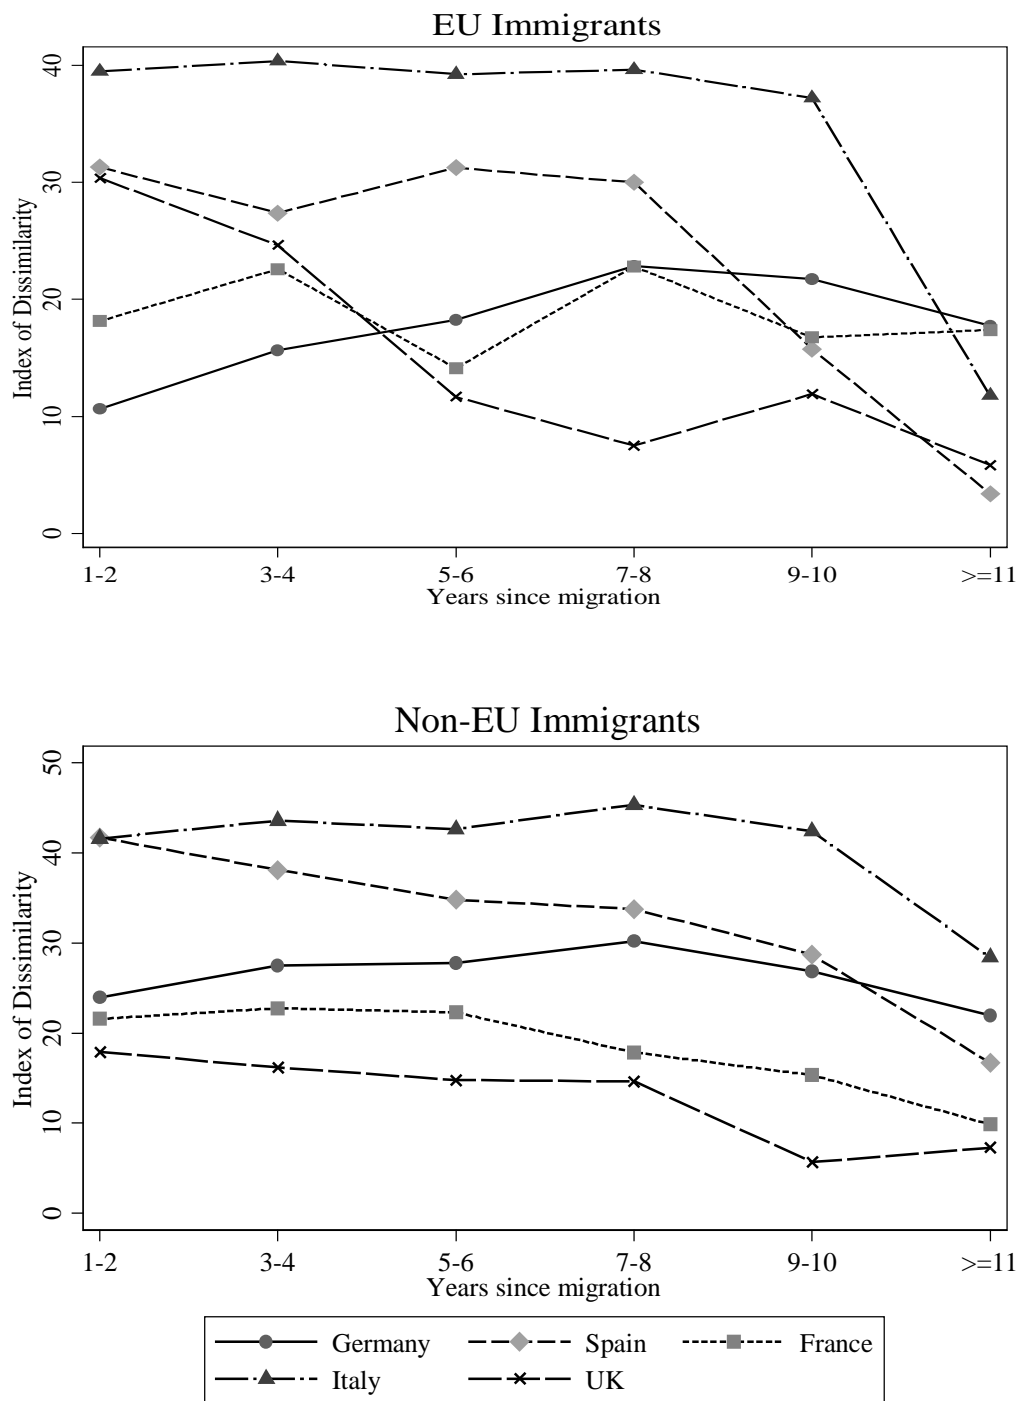 EU Immigrants
Index of Dissimilarity
40
30
20
10
0
1-2 3-4 5-6 7-8 9-10 >=11
Years since migration
Non-EU Immigrants
Index of Dissimilarity
50
40
30
20
10
0
1-2 3-4 5-6 7-8 9-10 >=11
Years since migration
Germany Spain France
Italy UK